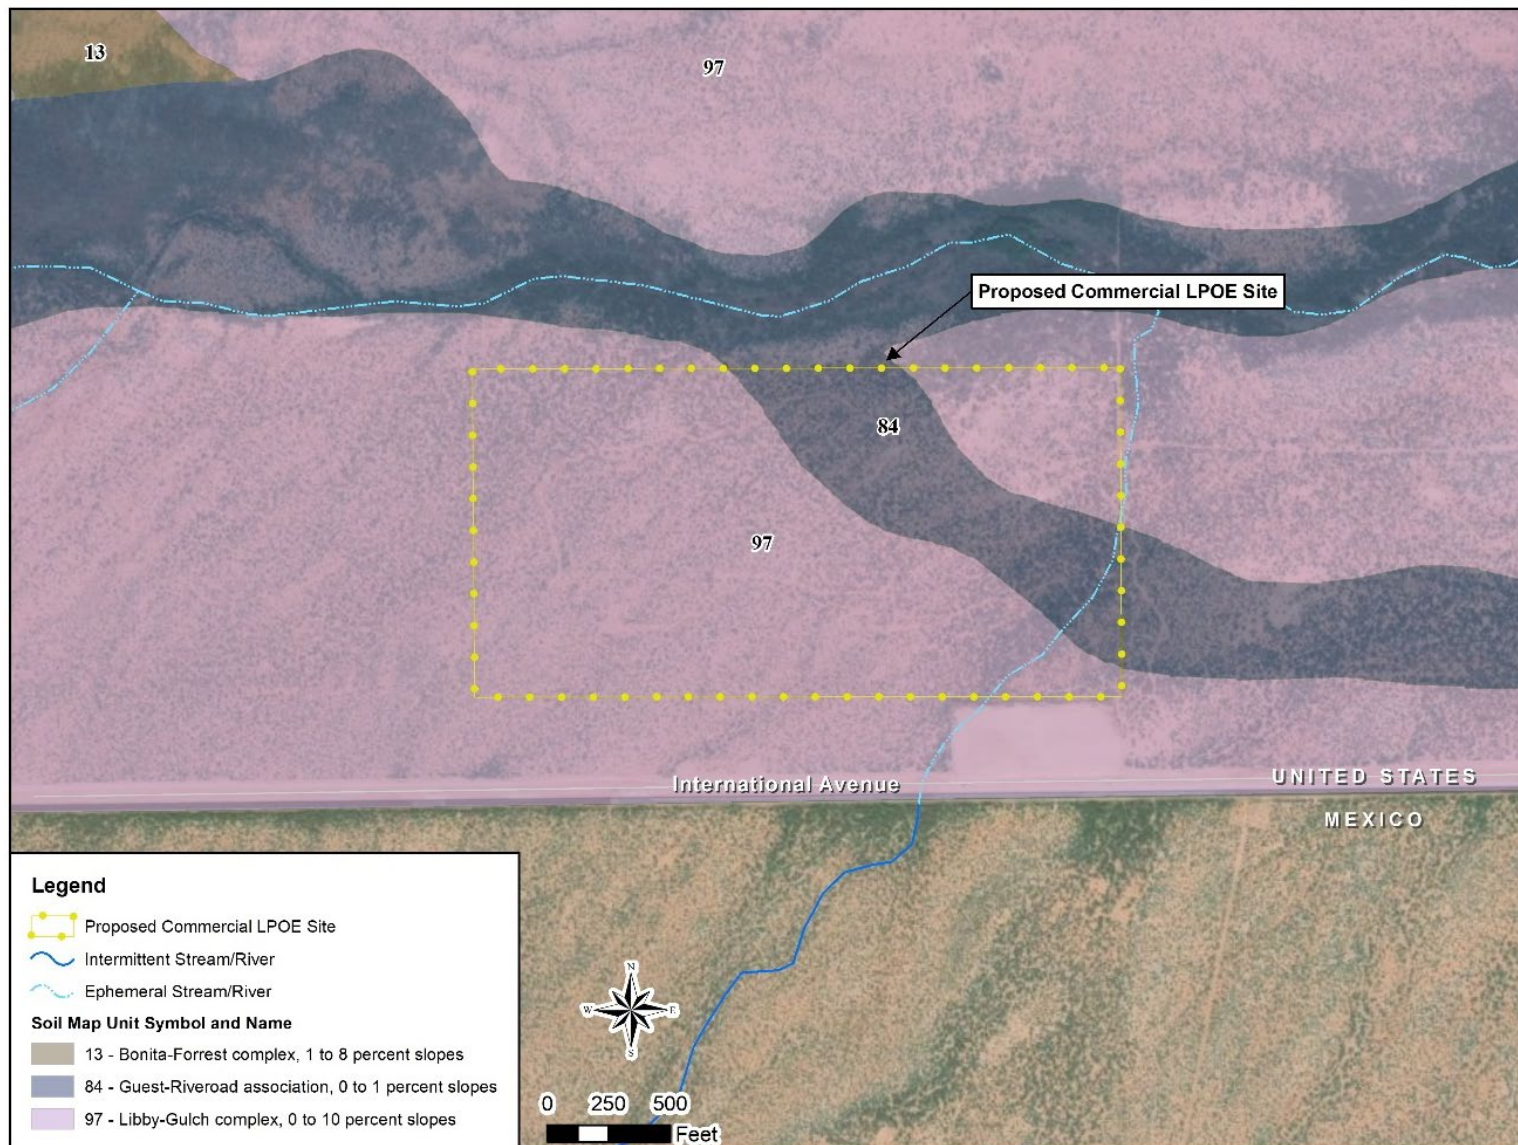 13
97
Proposed Commercial LPOE Site
84
97
International Avenue
UNITED STATES
MEXICO
Legend
Proposed Commercial LPOE Site
Intermittent Stream/River
Ephemeral Stream/River
Soil Map Unit Symbol and Name
13 - Bonita-Forrest complex, 1 to 8 percent slopes
84 - Guest-Riveroad association, 0 to 1 percent slopes
97 - Libby-Gulch complex, 0 to 10 percent slopes
N
W E
S
0 250 500
Feet